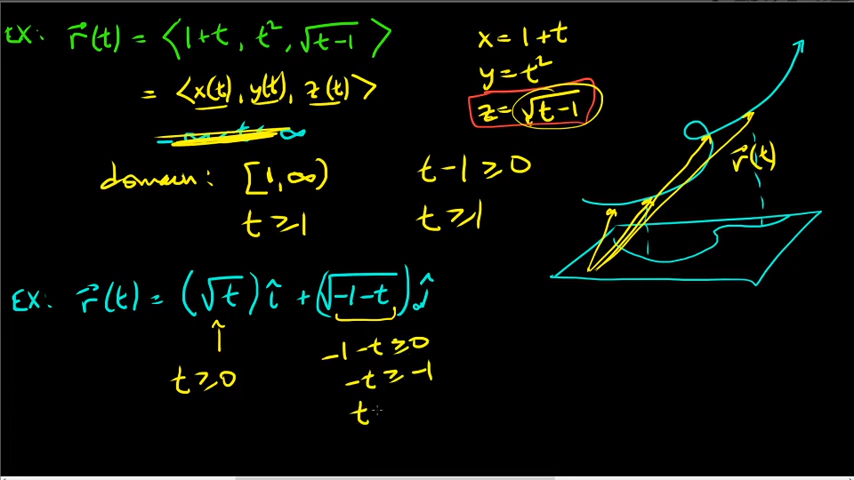 EX: r⃗(t) = ⟨1+t, t², √t-1⟩
= ⟨x(t), y(t), z(t)⟩
domain: [1, ∞)
t ≥ 1
x = 1+t
y = t²
z = √t-1
t-1 ≥ 0
t ≥ 1
r⃗(t)
EX: r⃗(t) = (√t) î + (√-1-t) ĵ
t ≥ 0
-1-t ≥ 0
-t ≥ -1
t